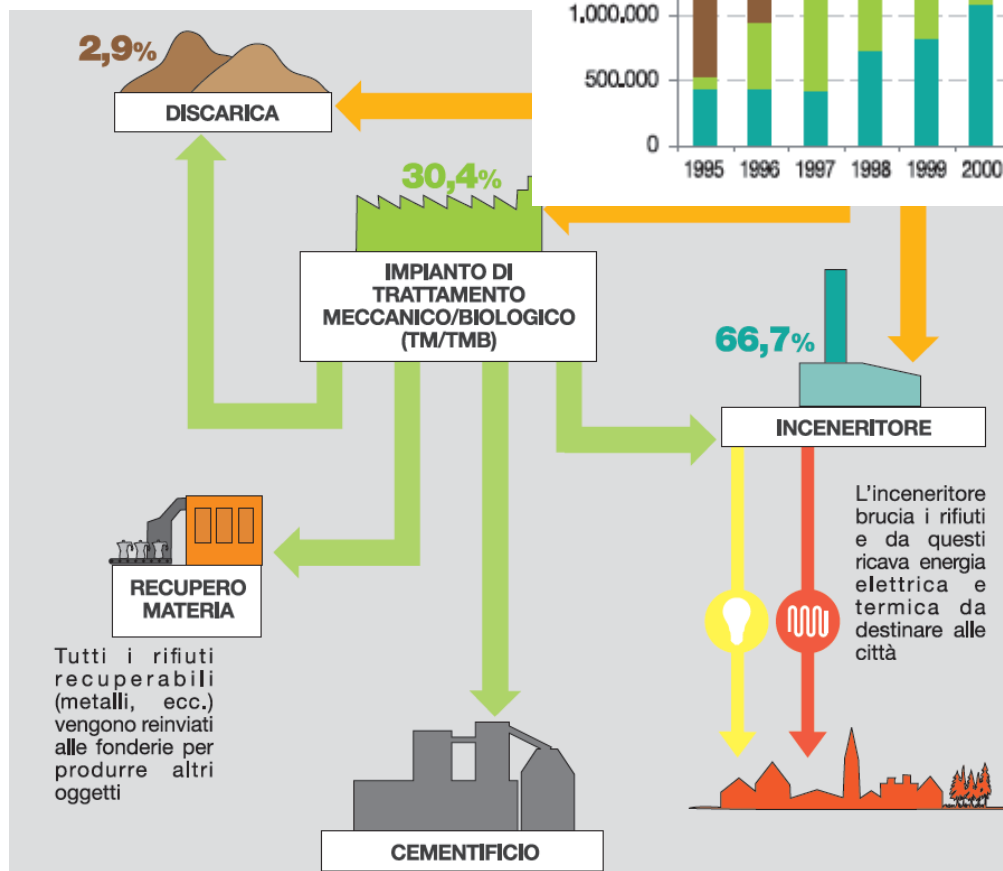 1.000.000
500.000
0
1995 1996 1997 1998 1999 2000
2,9%
DISCARICA
30,4%
IMPIANTO DI
TRATTAMENTO
MECCANICO/BIOLOGICO
(TM/TMB)
66,7%
INCENERITORE
L'inceneritore
brucia i rifiuti
e da questi
ricava energia
elettrica e
termica da
destinare alle
città
RECUPERO
MATERIA
Tutti i rifiuti
recuperabili
(metalli, ecc.)
vengono reinviati
alle fonderie per
produrre altri
oggetti
CEMENTIFICIO